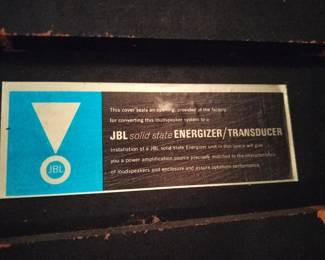 This cover seals an opening, provided at the factory,
for converting this loudspeaker system to a
JBL solid state ENERGIZER/TRANSDUCER
Installation of a JBL solid state Energizer unit in this space will give
you a power amplification source precisely matched to the characteristics
of loudspeakers and enclosure and assure optimum performance.
JBL